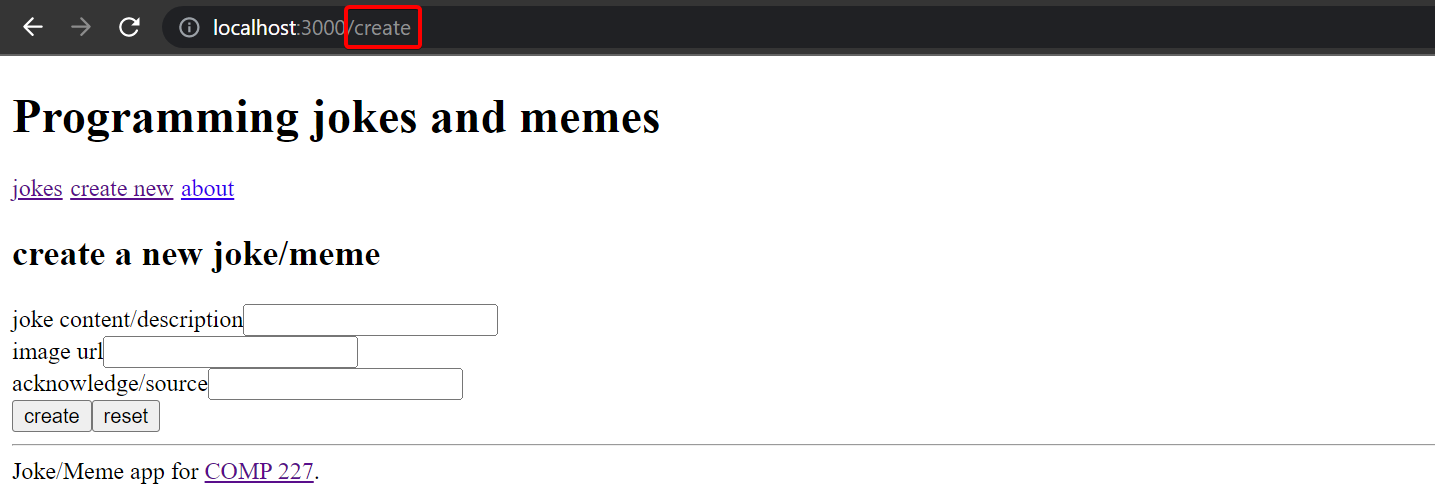 localhost:3000/create
Programming jokes and memes
jokes create new about
create a new joke/meme
joke content/description
image url
acknowledge/source
create reset
Joke/Meme app for COMP 227.